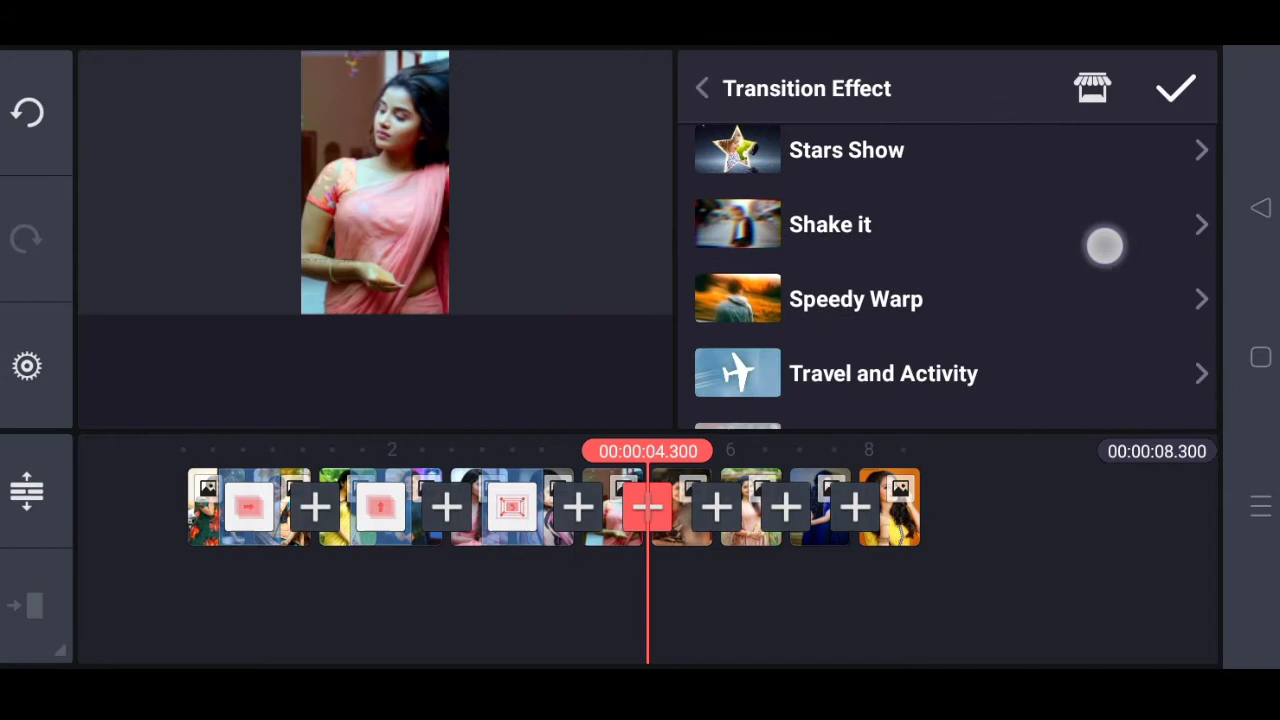 Transition Effect
Stars Show
Shake it
Speedy Warp
Travel and Activity
2
00:00:04.300
6
8
00:00:08.300